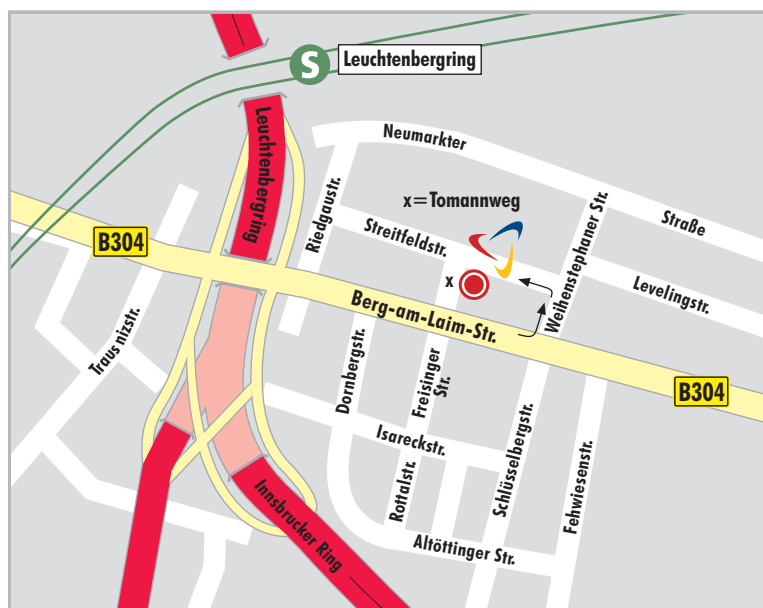 S
Leuchtenbergring
Leuchtenbergring
Neumarkter
Straße
Riedgaustr.
x=Tomannweg
Streitfeldstr.
Weihenstephaner Str.
Levelingstr.
B304
x
Berg-am-Laim-Str.
Traus nizstr.
Dornbergstr.
Freisinger
Str.
B304
Isareckstr.
Schlüsselbergstr.
Fehwiesenstr.
Rottalstr.
Innsbrucker Ring
Altöttinger Str.